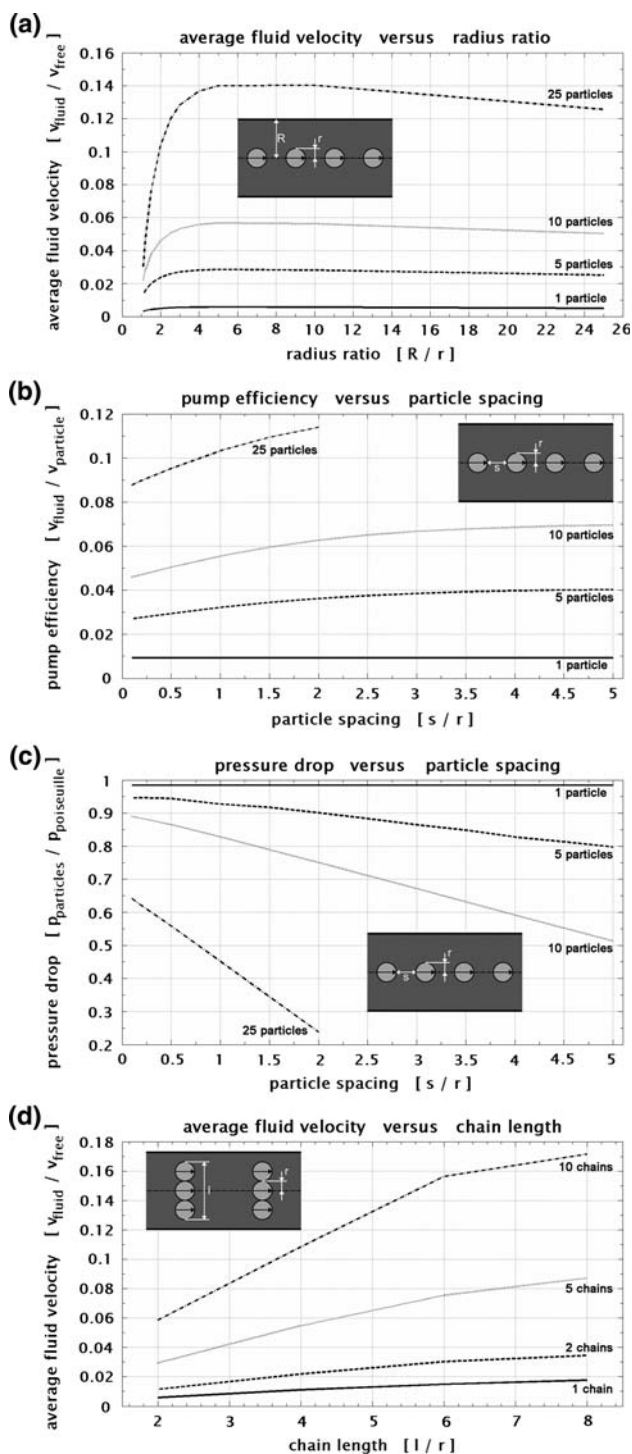 (a)
average fluid velocity versus radius ratio
average fluid velocity [ v_fluid / v_free ]
0.16
0.14
0.12
0.1
0.08
0.06
0.04
0.02
0
25 particles
R
r
10 particles
5 particles
1 particle
0 2 4 6 8 10 12 14 16 18 20 22 24 26
radius ratio [ R / r ]
(b)
pump efficiency versus particle spacing
pump efficiency [ v_fluid / v_particle ]
0.12
0.1
0.08
0.06
0.04
0.02
0
25 particles
r
s
10 particles
5 particles
1 particle
0 0.5 1 1.5 2 2.5 3 3.5 4 4.5 5
particle spacing [ s / r ]
(c)
pressure drop versus particle spacing
pressure drop [ p_particles / p_poiseuille ]
1
0.9
0.8
0.7
0.6
0.5
0.4
0.3
0.2
1 particle
5 particles
10 particles
r
s
25 particles
0 0.5 1 1.5 2 2.5 3 3.5 4 4.5 5
particle spacing [ s / r ]
(d)
average fluid velocity versus chain length
average fluid velocity [ v_fluid / v_free ]
0.18
0.16
0.14
0.12
0.1
0.08
0.06
0.04
0.02
0
r
l
10 chains
5 chains
2 chains
1 chain
2 3 4 5 6 7 8
chain length [ l / r ]